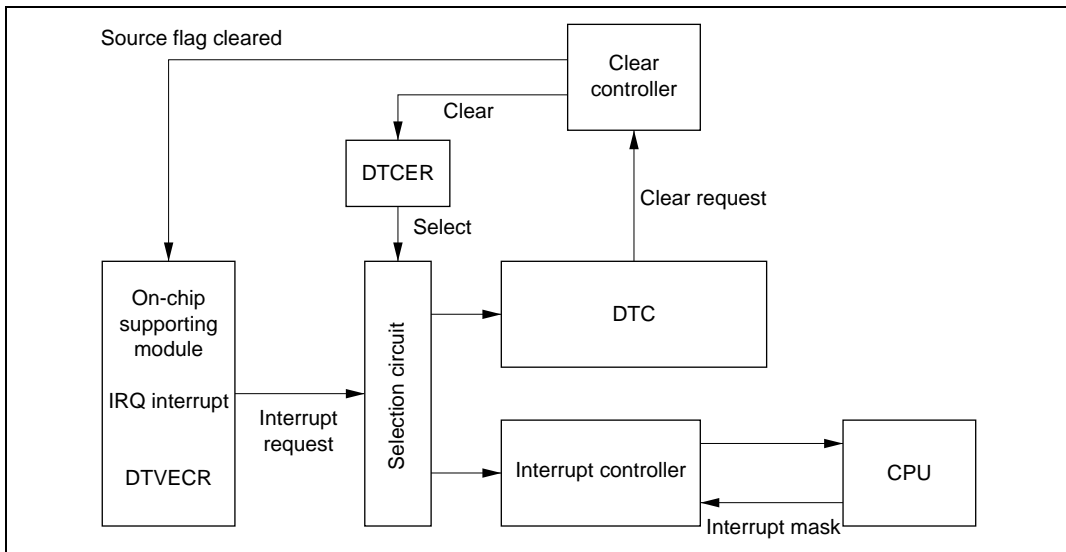 Source flag cleared
Clear
controller
Clear
DTCER
Clear request
Select
On-chip
supporting
module
IRQ interrupt
DTVECR
Interrupt
request
Selection circuit
DTC
Interrupt controller
CPU
Interrupt mask